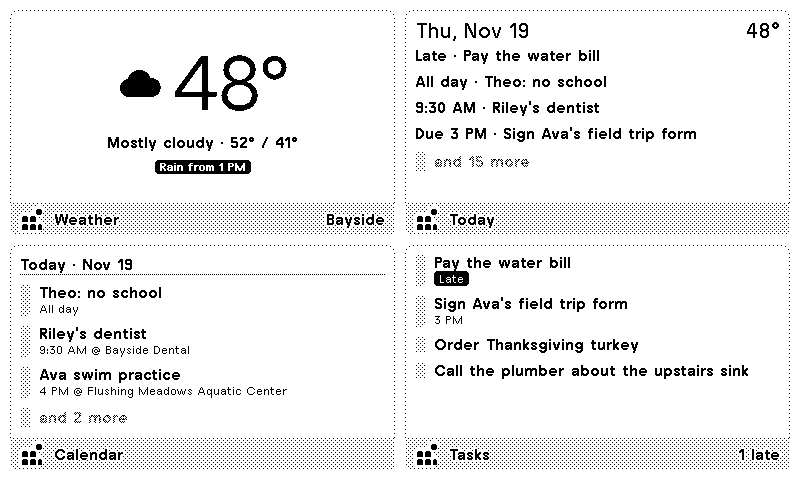 48°
Mostly cloudy · 52° / 41°
Rain from 1 PM
Weather
Bayside
Thu, Nov 19
48°
Late · Pay the water bill
All day · Theo: no school
9:30 AM · Riley's dentist
Due 3 PM · Sign Ava's field trip form
and 15 more
Today
Today · Nov 19
Theo: no school
All day
Riley's dentist
9:30 AM @ Bayside Dental
Ava swim practice
4 PM @ Flushing Meadows Aquatic Center
and 2 more
Calendar
Pay the water bill
Late
Sign Ava's field trip form
3 PM
Order Thanksgiving turkey
Call the plumber about the upstairs sink
Tasks
1 late